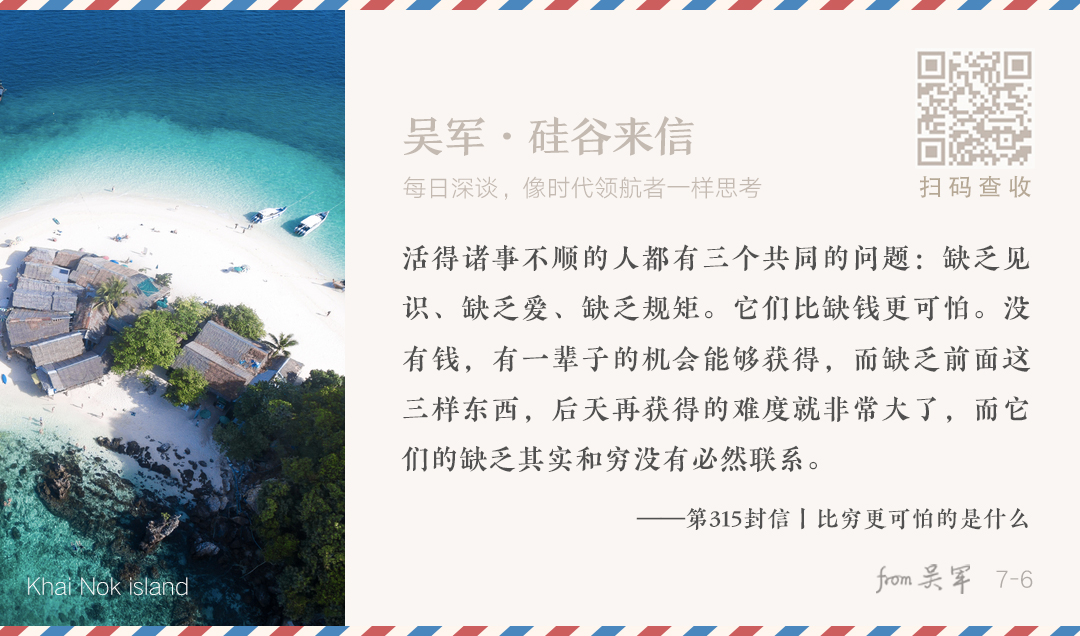 吴军·硅谷来信
每日深谈，像时代领航者一样思考
扫码查收
活得诸事不顺的人都有三个共同的问题：缺乏见
识、缺乏爱、缺乏规矩。它们比缺钱更可怕。没
有钱，有一辈子的机会能够获得，而缺乏前面这
三样东西，后天再获得的难度就非常大了，而它
们的缺乏其实和穷没有必然联系。
——第315封信丨比穷更可怕的是什么
from 吴军 7-6
Khai Nok island